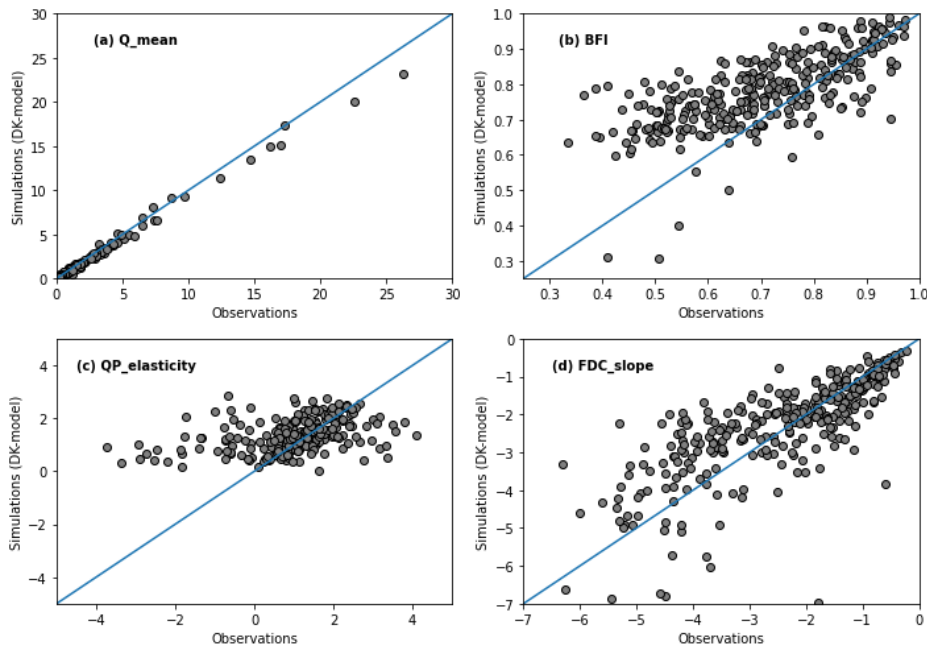 (a) Q_mean
30
25
20
15
10
5
0
Simulations (DK-model)
0 5 10 15 20 25 30
Observations
(b) BFI
1.0
0.9
0.8
0.7
0.6
0.5
0.4
0.3
Simulations (DK-model)
0.3 0.4 0.5 0.6 0.7 0.8 0.9 1.0
Observations
(c) QP_elasticity
4
2
0
−2
−4
Simulations (DK-model)
−4 −2 0 2 4
Observations
(d) FDC_slope
−0
−1
−2
−3
−4
−5
−6
−7
Simulations (DK-model)
−7 −6 −5 −4 −3 −2 −1 0
Observations